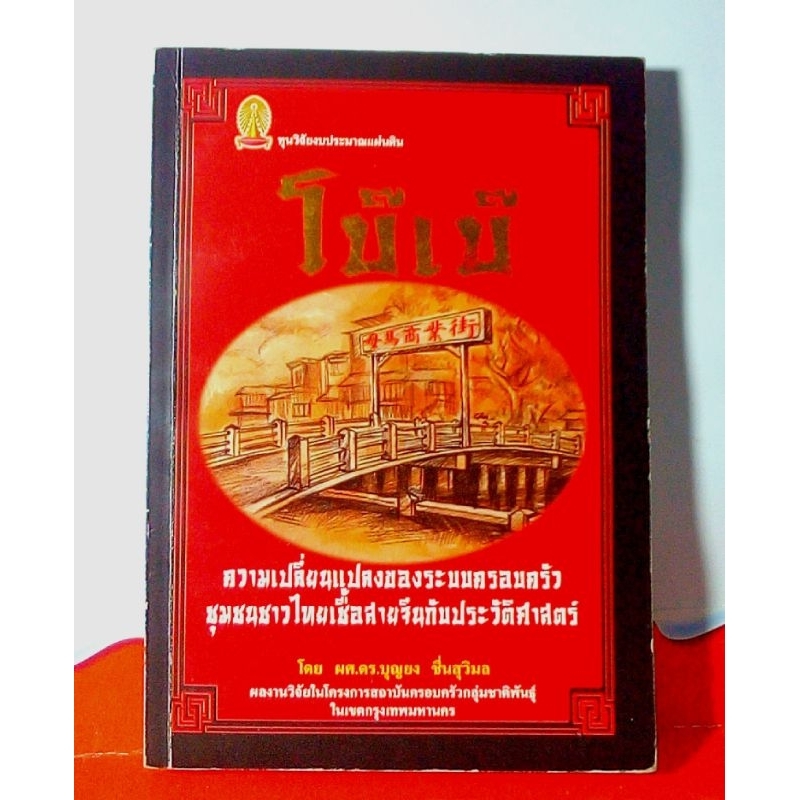 ทุนวิจัยงบประมาณแผ่นดิน
โบ๊เบ๊
母馬商業街
ความเปลี่ยนแปลงของระบบครอบครัว
ชุมชนชาวไทยเชื้อสายจีนกับประวัติศาสตร์
โดย ผศ.ดร.บุญยง ชื่นสุวิมล
ผลงานวิจัยในโครงการสถาบันครอบครัวกลุ่มชาติพันธุ์
ในเขตกรุงเทพมหานคร